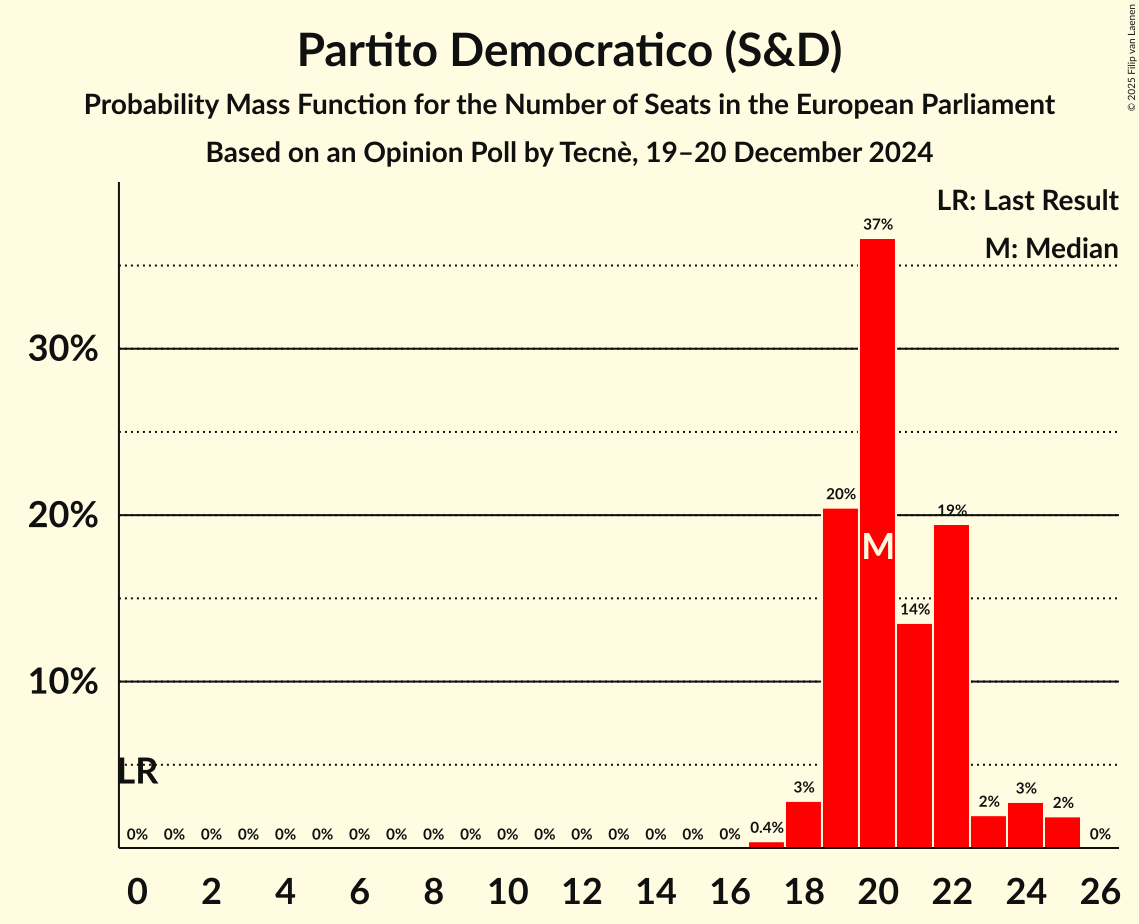 Partito Democratico (S&D)
Probability Mass Function for the Number of Seats in the European Parliament
Based on an Opinion Poll by Tecnè, 19–20 December 2024
© 2025 Filip van Laenen
LR: Last Result
M: Median
37%
30%
20%
20%
19%
M
14%
10%
LR
3%
3%
2%
2%
0% 0% 0% 0% 0% 0% 0% 0% 0% 0% 0% 0% 0% 0% 0% 0% 0% 0.4% 0%
0 2 4 6 8 10 12 14 16 18 20 22 24 26